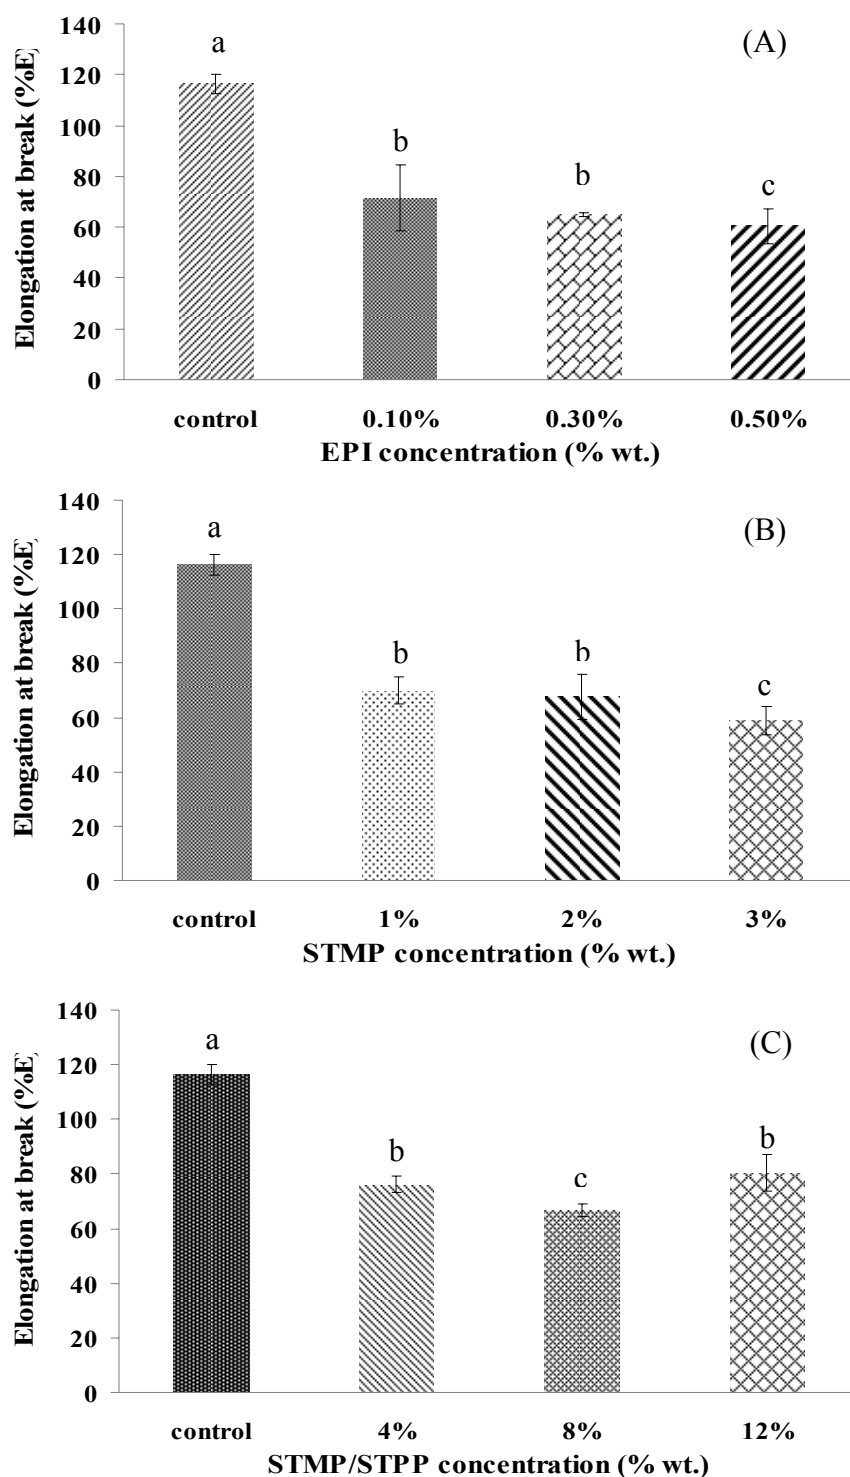 140
120
100
80
60
40
20
0
Elongation at break (%E)
(A)
a
b
b
c
control 0.10% 0.30% 0.50%
EPI concentration (% wt.)
140
120
100
80
60
40
20
0
Elongation at break (%E)
(B)
a
b
b
c
control 1% 2% 3%
STMP concentration (% wt.)
140
120
100
80
60
40
20
0
Elongation at break (%E)
(C)
a
b
c
b
control 4% 8% 12%
STMP/STPP concentration (% wt.)